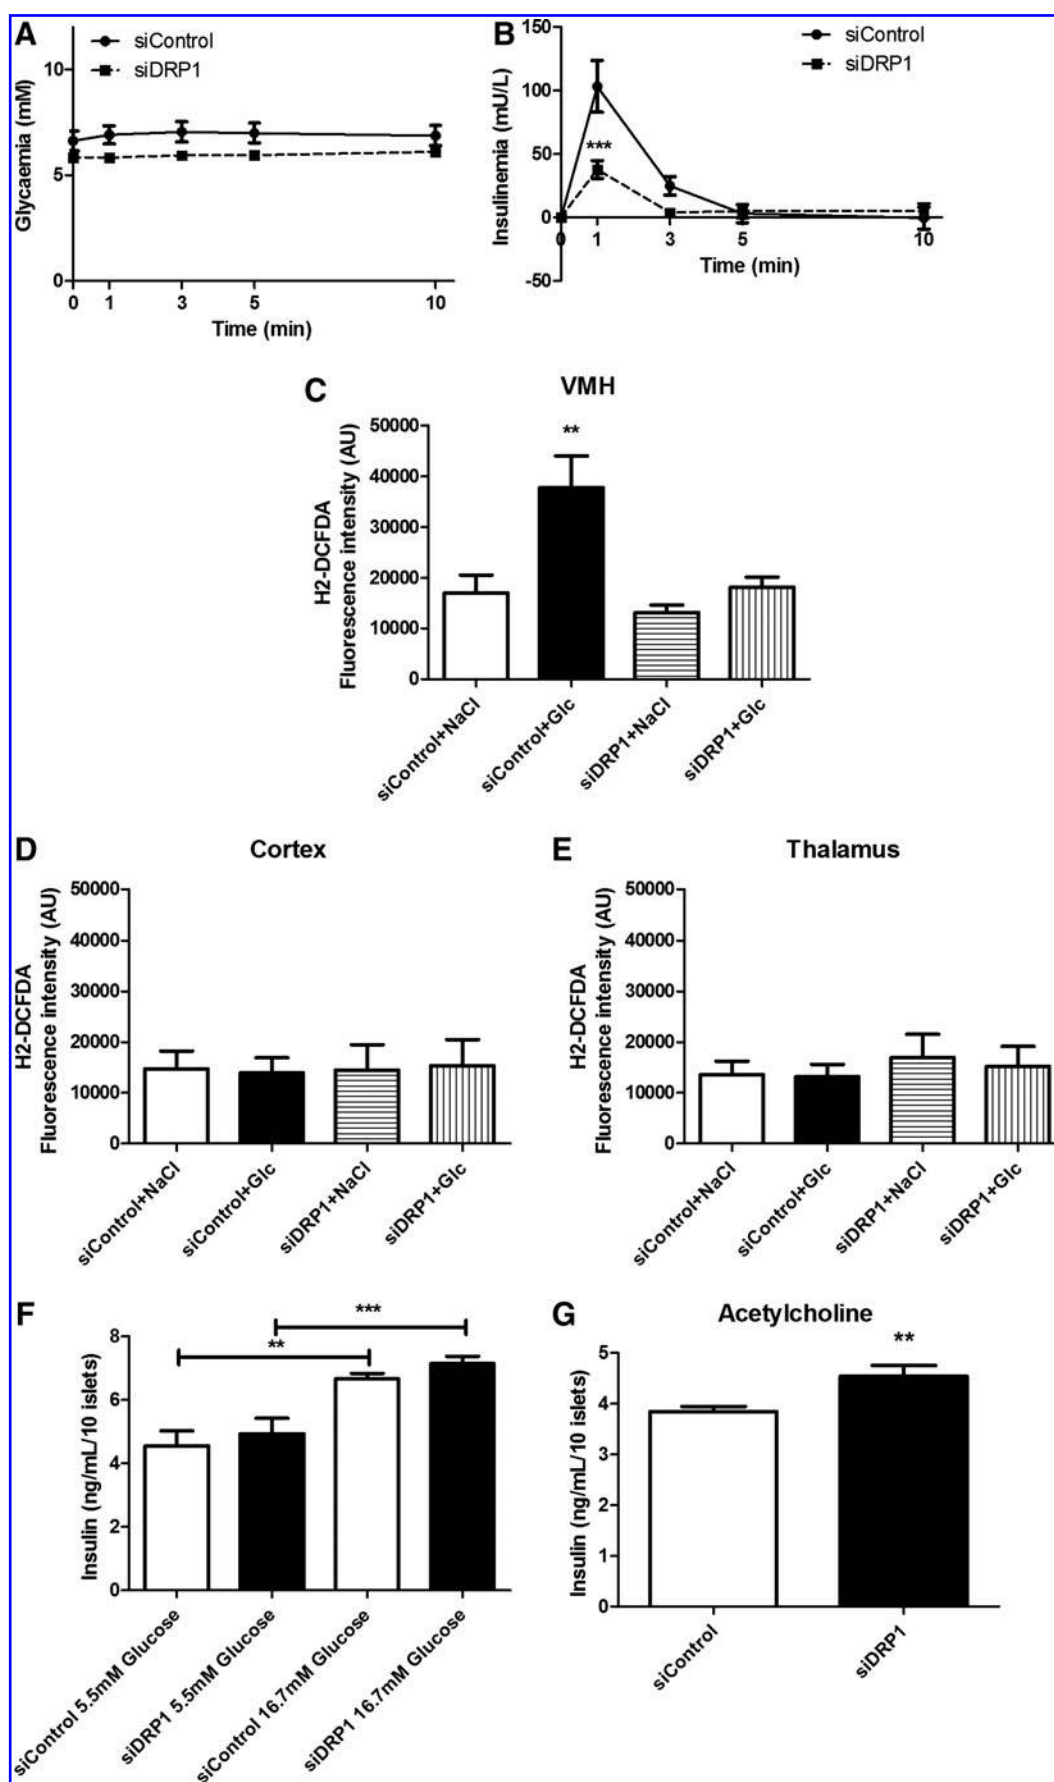 A
siControl
siDRP1
Glycaemia (mM)
10
5
0
0 1 3 5 10
Time (min)
B
siControl
siDRP1
Insulinemia (mU/L)
150
100
50
0
-50
***
0 1 3 5 10
Time (min)
C
VMH
H2-DCFDA
Fluorescence intensity (AU)
50000
40000
30000
20000
10000
0
**
siControl+NaCl
siControl+Glc
siDRP1+NaCl
siDRP1+Glc
D
Cortex
H2-DCFDA
Fluorescence intensity (AU)
50000
40000
30000
20000
10000
0
siControl+NaCl
siControl+Glc
siDRP1+NaCl
siDRP1+Glc
E
Thalamus
H2-DCFDA
Fluorescence intensity (AU)
50000
40000
30000
20000
10000
0
siControl+NaCl
siControl+Glc
siDRP1+NaCl
siDRP1+Glc
F
Insulin (ng/mL/10 islets)
8
6
4
2
0
***
**
siControl 5.5mM Glucose
siDRP1 5.5mM Glucose
siControl 16.7mM Glucose
siDRP1 16.7mM Glucose
G
Acetylcholine
Insulin (ng/mL/10 islets)
5
4
3
2
1
0
**
siControl
siDRP1